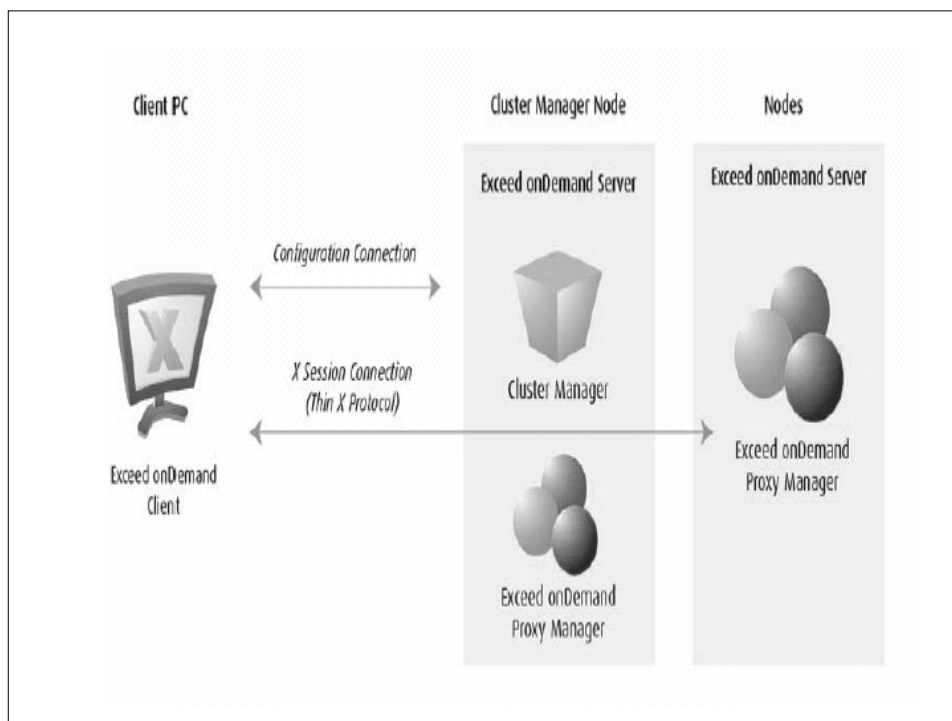 Client PC
Cluster Manager Node
Nodes
Exceed onDemand Server
Exceed onDemand Server
Configuration Connection
X
Cluster Manager
X Session Connection
(Thin X Protocol)
Exceed onDemand
Client
Exceed onDemand
Proxy Manager
Exceed onDemand
Proxy Manager